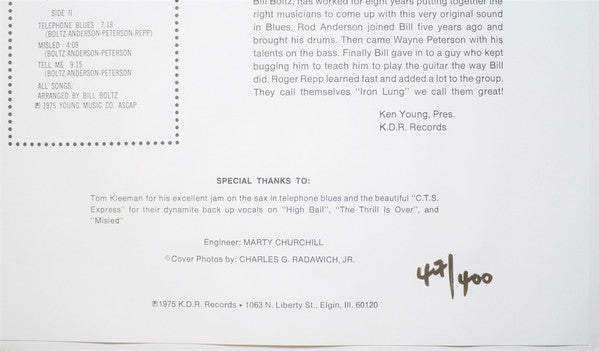 SIDE II
TELEPHONE BLUES 7:18
(BOLTZ-ANDERSON-PETERSON-REPP)
MISLED 4:09
(BOLTZ-ANDERSON-PETERSON
TELL ME 9:15
(BOLTZ-ANDERSON-PETERSON
ALL SONGS:
ARRANGED BY BILL BOLTZ
℗ 1975 YOUNG MUSIC CO. ASCAP
Bill Boltz, has worked for eight years putting together the
right musicians to come up with this very original sound
in Blues. Rod Anderson joined Bill five years ago and
brought his drums. Then came Wayne Peterson with his
talents on the bass. Finally Bill gave in to a guy who kept
bugging him to teach him to play the guitar the way Bill
did. Roger Repp learned fast and added a lot to the group.
They call themselves "Iron Lung" we call them great!
Ken Young, Pres.
K.D.R. Records
SPECIAL THANKS TO:
Tom Kleeman for his excellent jam on the sax in telephone blues and the beautiful "C.T.S.
Express" for their dynamite back up vocals on "High Bail", "The Thrill Is Over", and
"Misled"
Engineer: MARTY CHURCHILL
©Cover Photos by: CHARLES G. RADAWICH, JR.
/400
℗1975 K.D.R. Records • 1063 N. Liberty St., Elgin, Ill. 60120